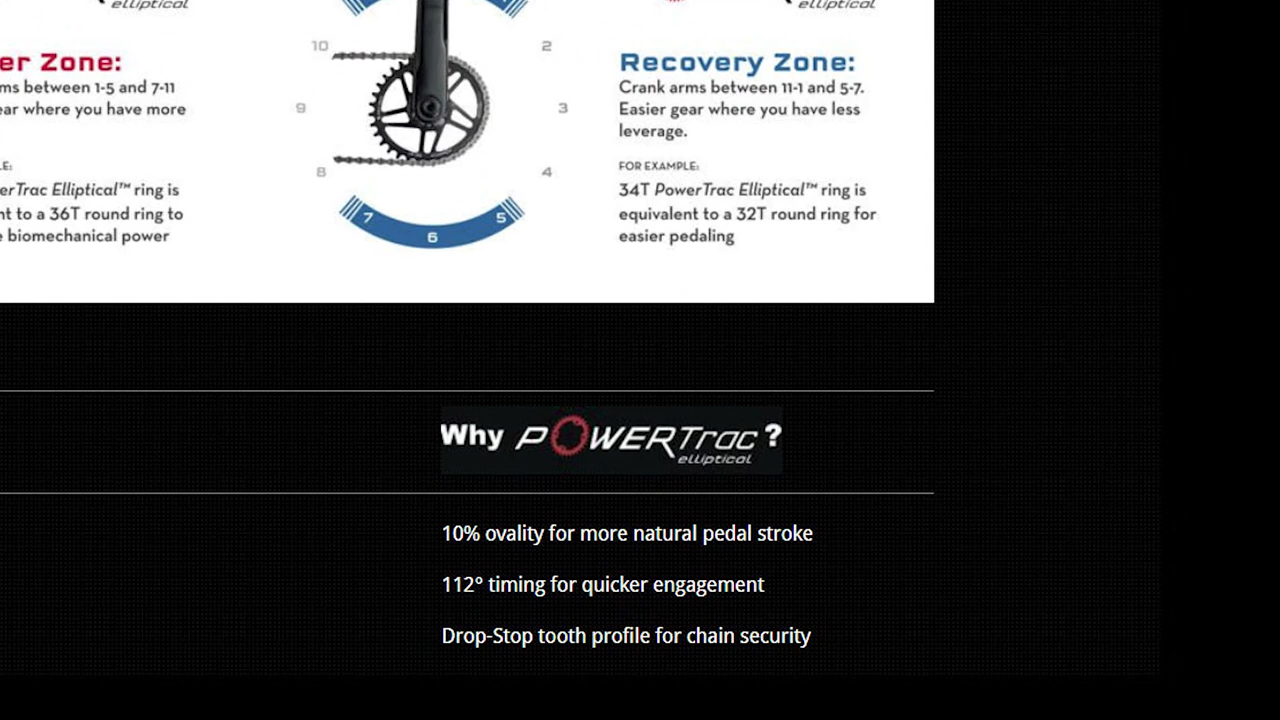 elliptical
elliptical
er Zone:
ms between 1-5 and 7-11
ear where you have more
LE:
erTrac Elliptical™ ring is
nt to a 36T round ring to
e biomechanical power
10
2
9
3
8
4
7
5
6
Recovery Zone:
Crank arms between 11-1 and 5-7.
Easier gear where you have less
leverage.
FOR EXAMPLE:
34T PowerTrac Elliptical™ ring is
equivalent to a 32T round ring for
easier pedaling
Why POWERTrac ?
elliptical
10% ovality for more natural pedal stroke
112° timing for quicker engagement
Drop-Stop tooth profile for chain security